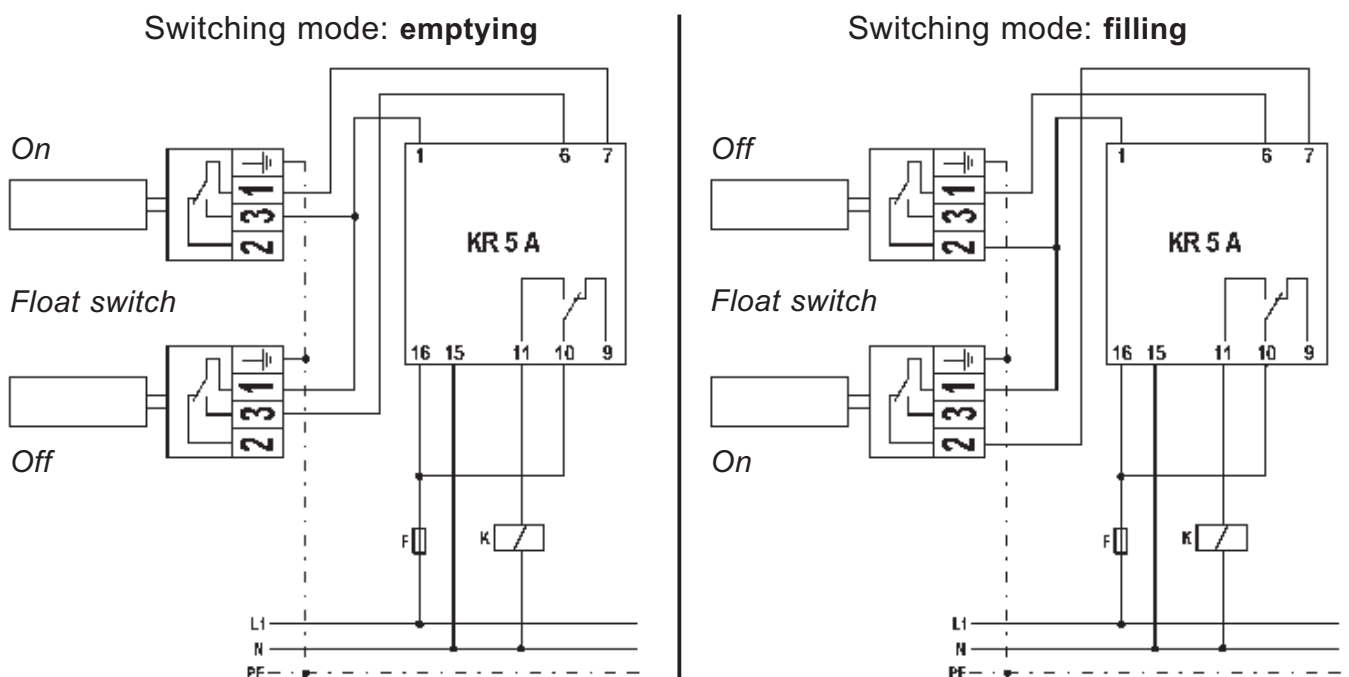 Switching mode: emptying
On
1
3
2
Float switch
1
3
2
Off
1 6 7
KR 5 A
16 15 11 10 9
F
K
L1
N
PE
Switching mode: filling
Off
1
3
2
Float switch
1
3
2
On
1 6 7
KR 5 A
16 15 11 10 9
F
K
L1
N
PE